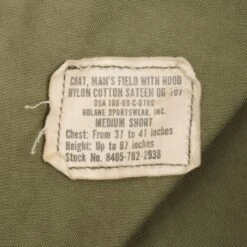 COAT, MAN'S FIELD WITH HOOD
NYLON COTTON SATEEN OG 107
DSA 100-69-C-0760
ROLANE SPORTSWEAR, INC.
MEDIUM SHORT
Chest: From 37 to 41 inches
Height: Up to 67 inches
Stock No. 8405-782-2938